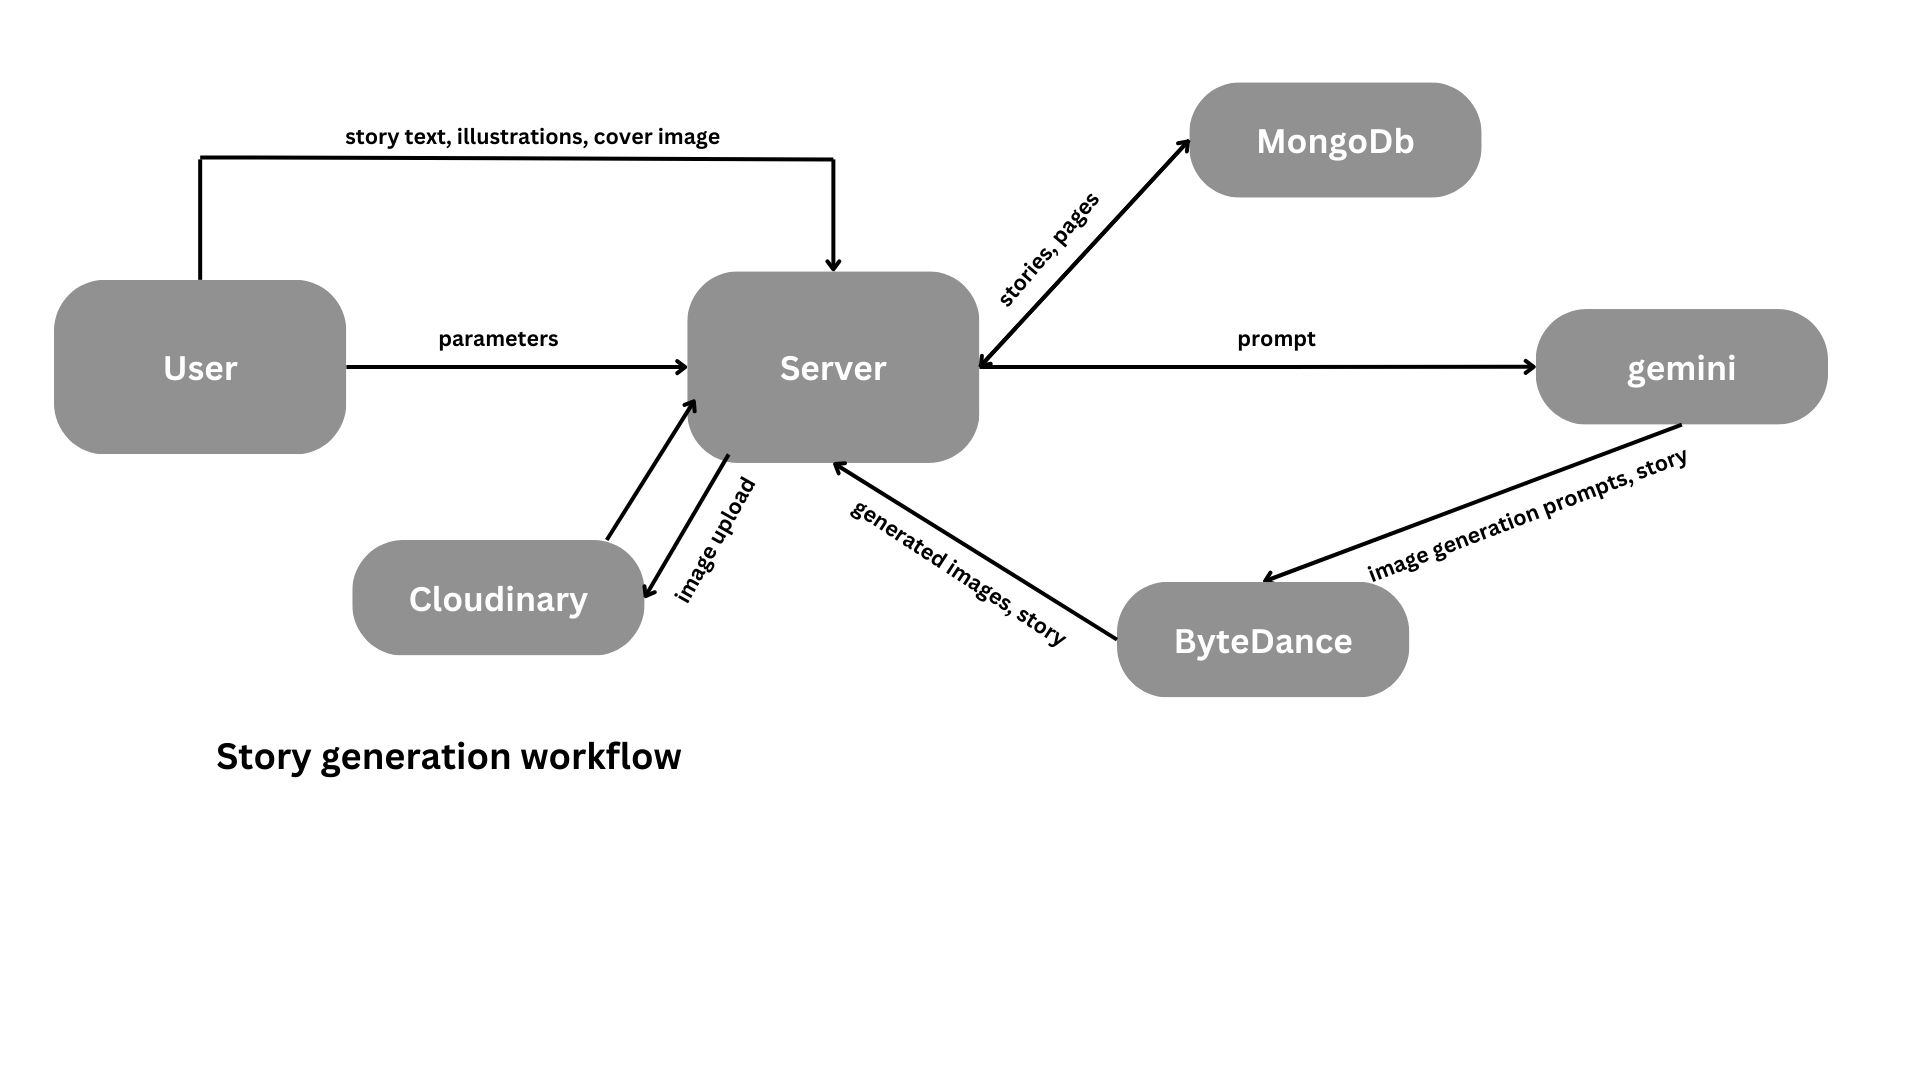 story text, illustrations, cover image
MongoDb
stories, pages
parameters
prompt
User
Server
gemini
image upload
generated images, story
image generation prompts, story
Cloudinary
ByteDance
Story generation workflow